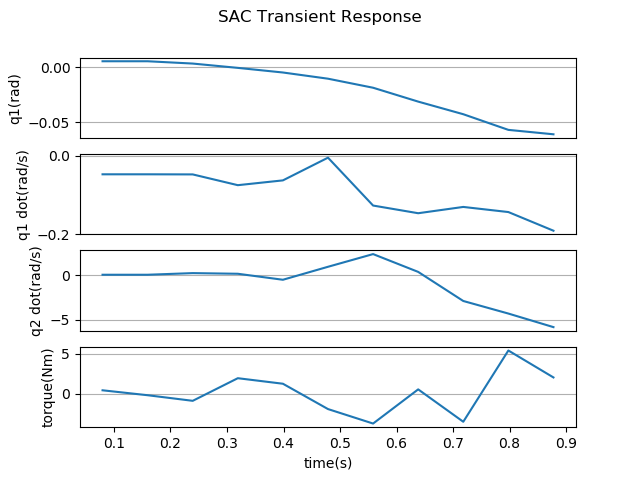 SAC Transient Response
q1(rad)
0.00
−0.05
q1 dot(rad/s)
0.0
−0.2
q2 dot(rad/s)
0
−5
torque(Nm)
5
0
0.1 0.2 0.3 0.4 0.5 0.6 0.7 0.8 0.9
time(s)